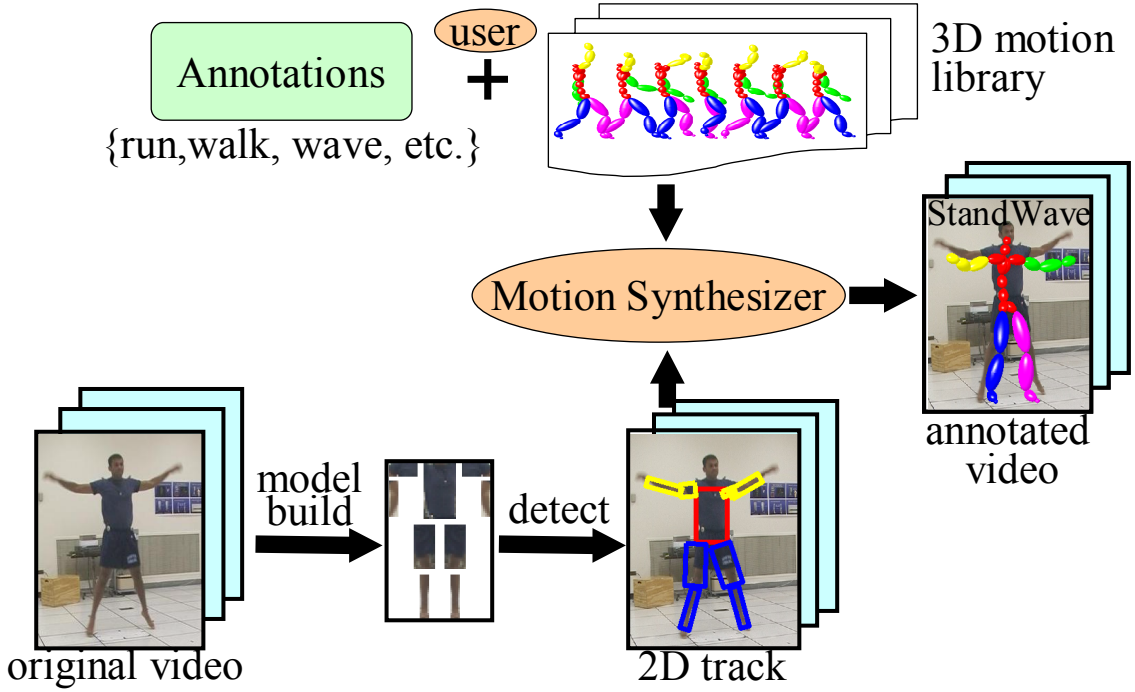 user
Annotations
+
3D motion
library
{run,walk, wave, etc.}
StandWave
Motion Synthesizer
annotated
video
model
build
detect
original video
2D track